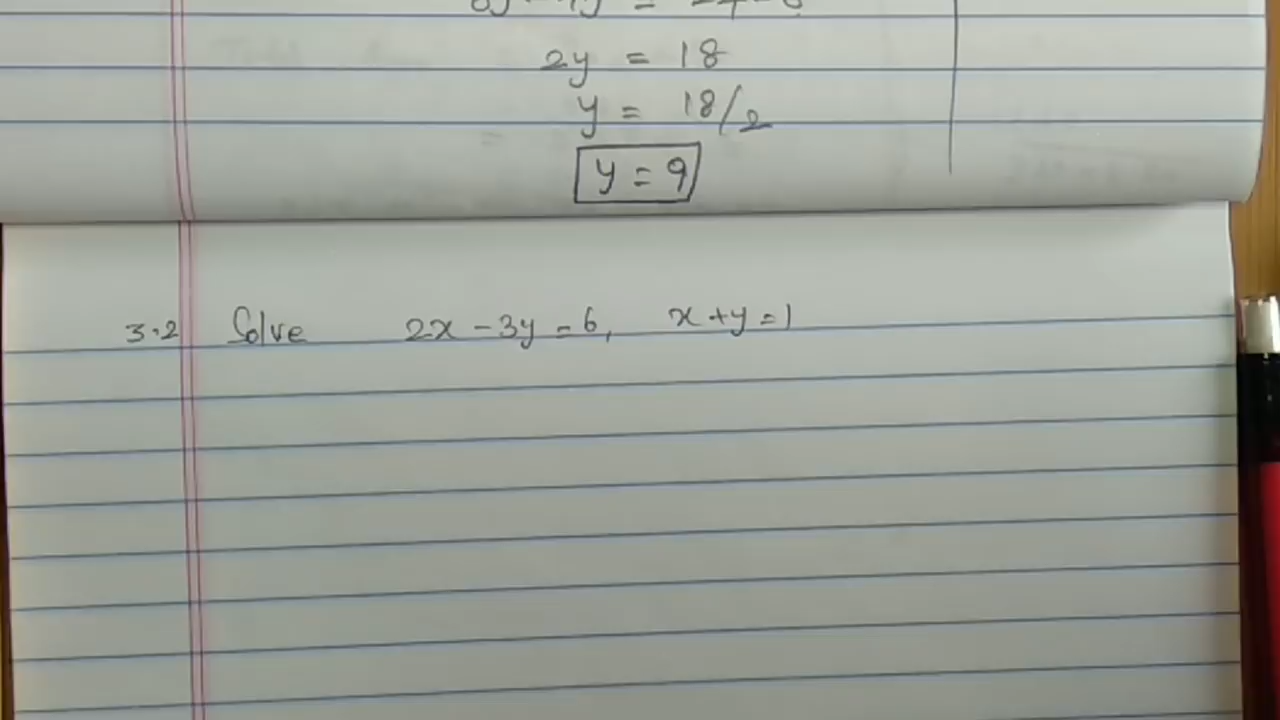 2y = 18
y = 18/2
y = 9
3.2 Solve 2x - 3y = 6, x + y = 1